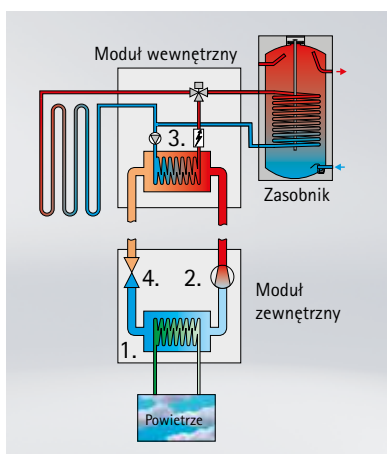 Moduł wewnętrzny
3.
Zasobnik
4.
2.
Moduł
zewnętrzny
1.
Powietrze